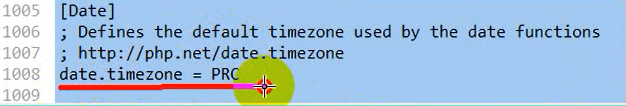 1005 [Date]
1006 ; Defines the default timezone used by the date functions
1007 ; http://php.net/date.timezone
1008 date.timezone = PRC
1009